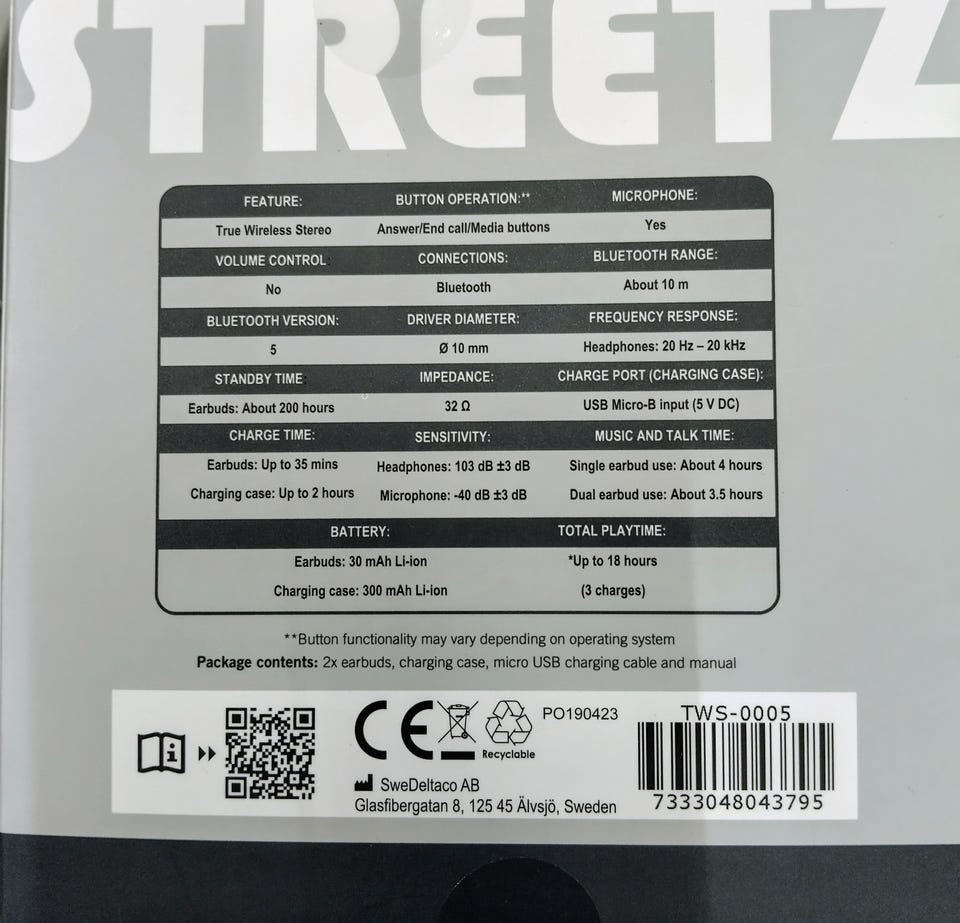 STREETZ
FEATURE: BUTTON OPERATION:** MICROPHONE:
True Wireless Stereo Answer/End call/Media buttons Yes
VOLUME CONTROL CONNECTIONS: BLUETOOTH RANGE:
No Bluetooth About 10 m
BLUETOOTH VERSION: DRIVER DIAMETER: FREQUENCY RESPONSE:
5 Ø 10 mm Headphones: 20 Hz – 20 kHz
STANDBY TIME IMPEDANCE: CHARGE PORT (CHARGING CASE):
Earbuds: About 200 hours 32 Ω USB Micro-B input (5 V DC)
CHARGE TIME: SENSITIVITY: MUSIC AND TALK TIME:
Earbuds: Up to 35 mins Headphones: 103 dB ±3 dB Single earbud use: About 4 hours
Charging case: Up to 2 hours Microphone: -40 dB ±3 dB Dual earbud use: About 3.5 hours
BATTERY: TOTAL PLAYTIME:
Earbuds: 30 mAh Li-ion *Up to 18 hours
Charging case: 300 mAh Li-ion (3 charges)
**Button functionality may vary depending on operating system
Package contents: 2x earbuds, charging case, micro USB charging cable and manual
CE PO190423 TWS-0005
Recyclable
SweDeltaco AB
Glasfibergatan 8, 125 45 Älvsjö, Sweden
7333048043795